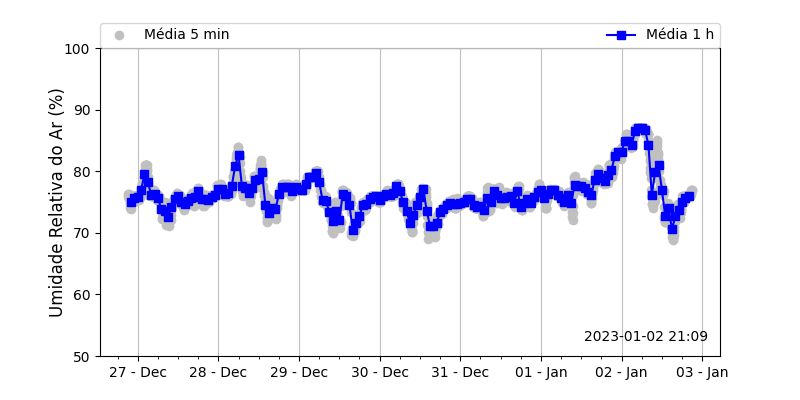 Média 5 min
Média 1 h
Umidade Relativa do Ar (%)
100
90
80
70
60
50
2023-01-02 21:09
27 - Dec
28 - Dec
29 - Dec
30 - Dec
31 - Dec
01 - Jan
02 - Jan
03 - Jan